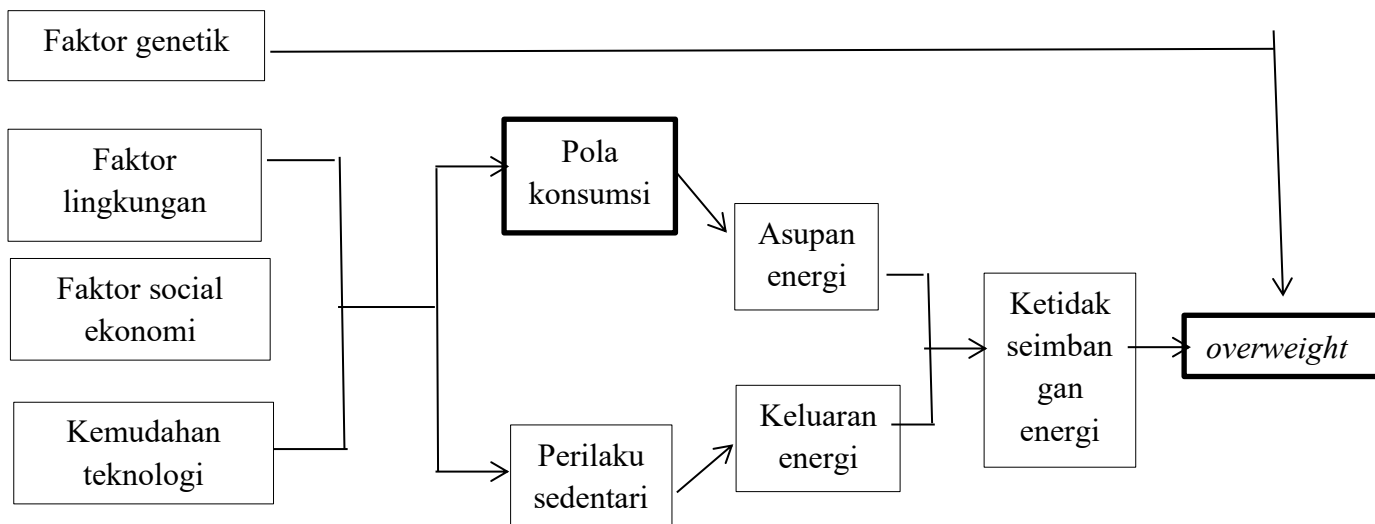 Faktor genetik
Faktor
lingkungan
Faktor social
ekonomi
Kemudahan
teknologi
Pola
konsumsi
Perilaku
sedentari
Asupan
energi
Keluaran
energi
Ketidak
seimban
gan
energi
overweight